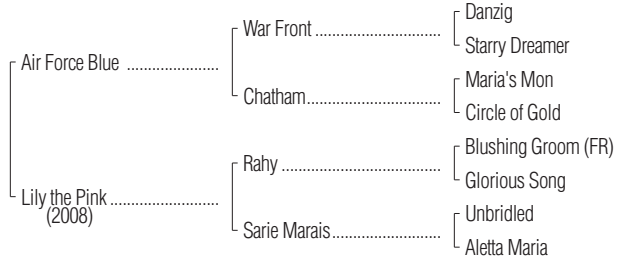 Danzig
War Front ................................
Starry Dreamer
Air Force Blue .......................
Maria's Mon
Chatham..................................
Circle of Gold
Blushing Groom (FR)
Rahy ........................................
Glorious Song
Lily the Pink ...........................
(2008)
Unbridled
Sarie Marais...........................
Aletta Maria